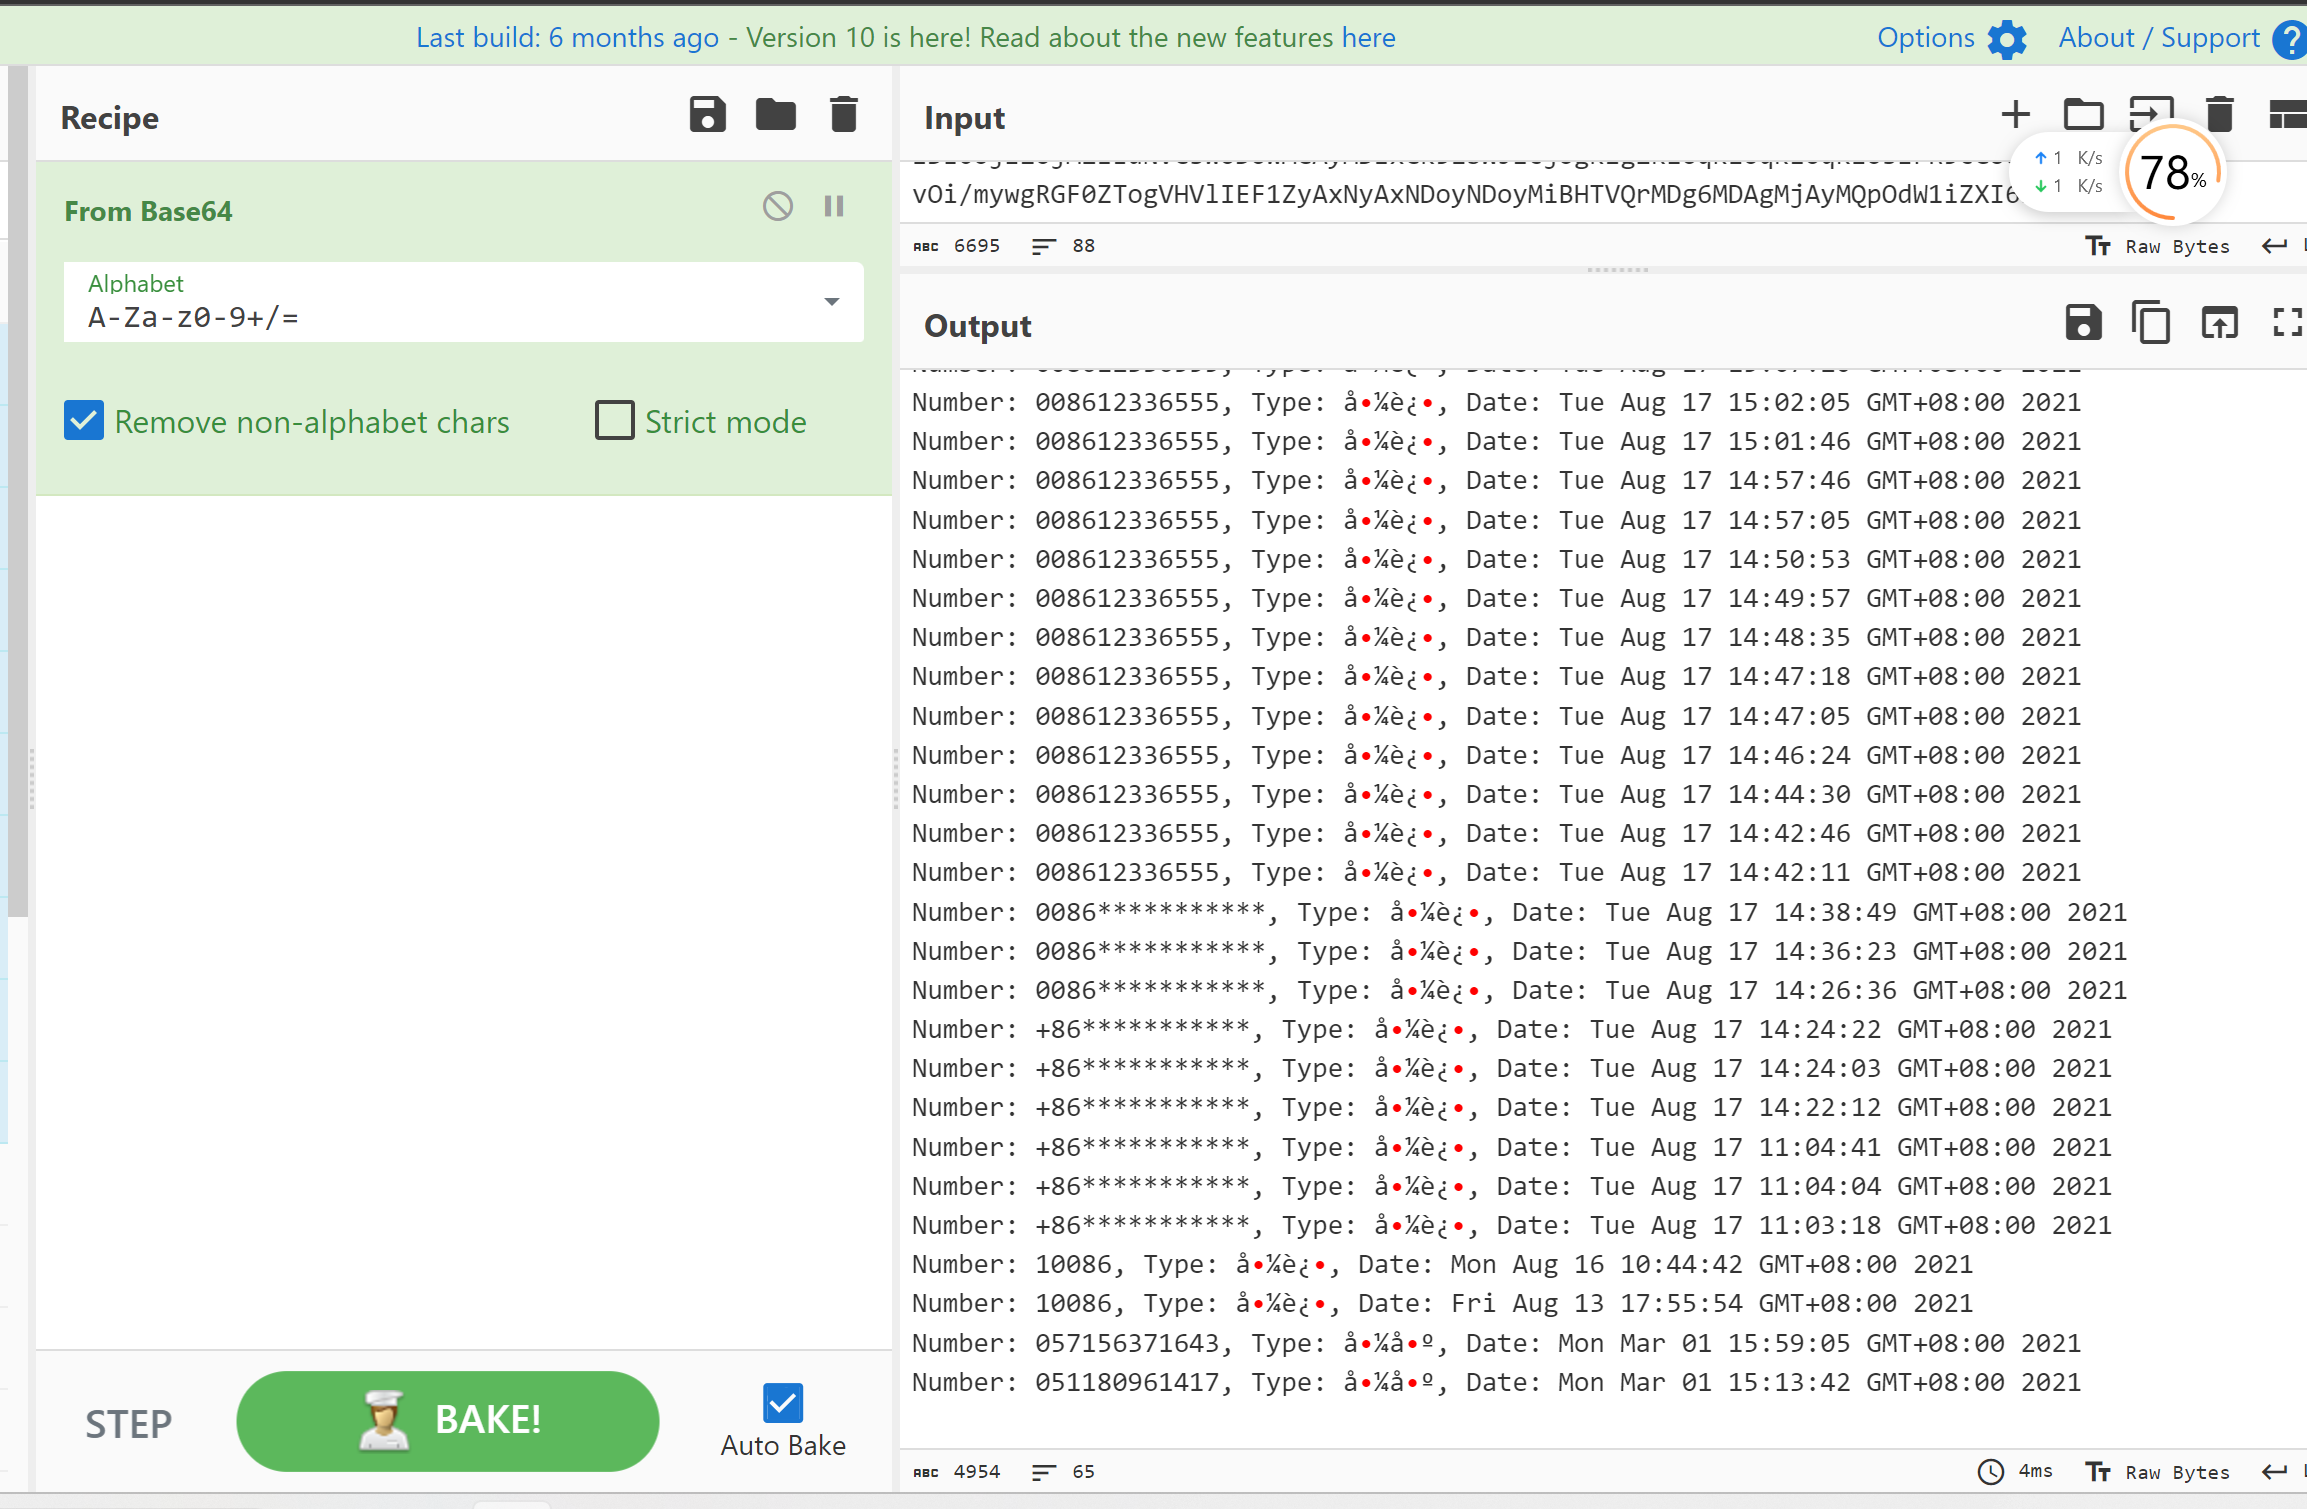 Last build: 6 months ago - Version 10 is here! Read about the new features here
Options
About / Support
Recipe
From Base64
Alphabet
A-Za-z0-9+/=
Remove non-alphabet chars
Strict mode
STEP
BAKE!
Auto Bake
Input
1 K/s
1 K/s
78%
vOi/mywgRGF0ZTogVHVlIEF1ZyAxNyAxNDoyNDoyMiBHTVQrMDg6MDAgMjAyMQpOdW1iZXI6
ABC 6695 88
Raw Bytes
Output
Number: 008612336555, Type: å•¼è¿•, Date: Tue Aug 17 15:02:05 GMT+08:00 2021
Number: 008612336555, Type: å•¼è¿•, Date: Tue Aug 17 15:01:46 GMT+08:00 2021
Number: 008612336555, Type: å•¼è¿•, Date: Tue Aug 17 14:57:46 GMT+08:00 2021
Number: 008612336555, Type: å•¼è¿•, Date: Tue Aug 17 14:57:05 GMT+08:00 2021
Number: 008612336555, Type: å•¼è¿•, Date: Tue Aug 17 14:50:53 GMT+08:00 2021
Number: 008612336555, Type: å•¼è¿•, Date: Tue Aug 17 14:49:57 GMT+08:00 2021
Number: 008612336555, Type: å•¼è¿•, Date: Tue Aug 17 14:48:35 GMT+08:00 2021
Number: 008612336555, Type: å•¼è¿•, Date: Tue Aug 17 14:47:18 GMT+08:00 2021
Number: 008612336555, Type: å•¼è¿•, Date: Tue Aug 17 14:47:05 GMT+08:00 2021
Number: 008612336555, Type: å•¼è¿•, Date: Tue Aug 17 14:46:24 GMT+08:00 2021
Number: 008612336555, Type: å•¼è¿•, Date: Tue Aug 17 14:44:30 GMT+08:00 2021
Number: 008612336555, Type: å•¼è¿•, Date: Tue Aug 17 14:42:46 GMT+08:00 2021
Number: 008612336555, Type: å•¼è¿•, Date: Tue Aug 17 14:42:11 GMT+08:00 2021
Number: 0086***********, Type: å•¼è¿•, Date: Tue Aug 17 14:38:49 GMT+08:00 2021
Number: 0086***********, Type: å•¼è¿•, Date: Tue Aug 17 14:36:23 GMT+08:00 2021
Number: 0086***********, Type: å•¼è¿•, Date: Tue Aug 17 14:26:36 GMT+08:00 2021
Number: +86***********, Type: å•¼è¿•, Date: Tue Aug 17 14:24:22 GMT+08:00 2021
Number: +86***********, Type: å•¼è¿•, Date: Tue Aug 17 14:24:03 GMT+08:00 2021
Number: +86***********, Type: å•¼è¿•, Date: Tue Aug 17 14:22:12 GMT+08:00 2021
Number: +86***********, Type: å•¼è¿•, Date: Tue Aug 17 11:04:41 GMT+08:00 2021
Number: +86***********, Type: å•¼è¿•, Date: Tue Aug 17 11:04:04 GMT+08:00 2021
Number: +86***********, Type: å•¼è¿•, Date: Tue Aug 17 11:03:18 GMT+08:00 2021
Number: 10086, Type: å•¼è¿•, Date: Mon Aug 16 10:44:42 GMT+08:00 2021
Number: 10086, Type: å•¼è¿•, Date: Fri Aug 13 17:55:54 GMT+08:00 2021
Number: 057156371643, Type: å•¼å•º, Date: Mon Mar 01 15:59:05 GMT+08:00 2021
Number: 051180961417, Type: å•¼å•º, Date: Mon Mar 01 15:13:42 GMT+08:00 2021
ABC 4954 65
4ms
Raw Bytes